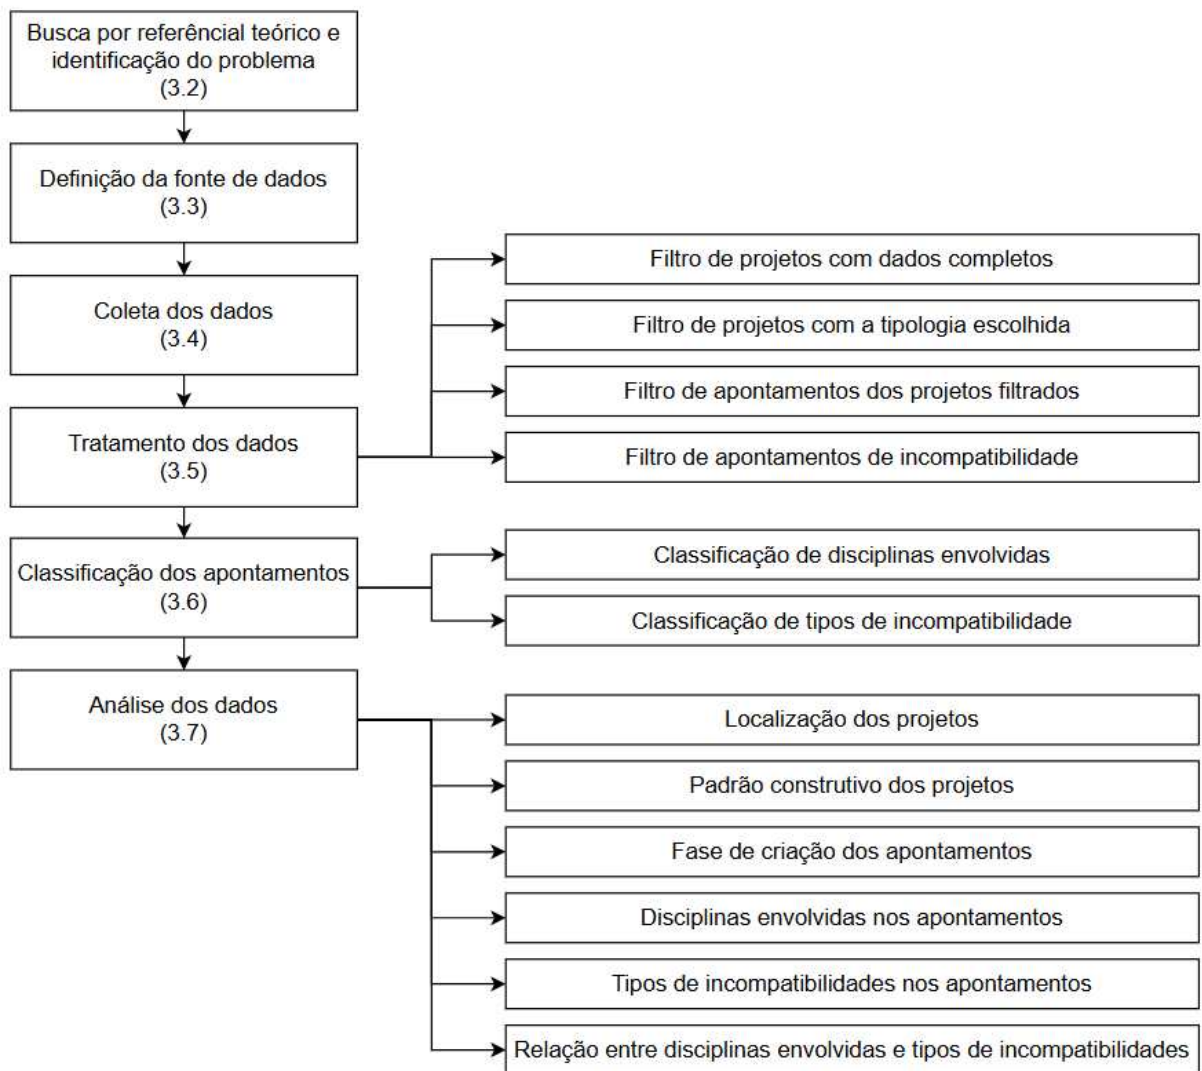 Busca por referêncial teórico e
identificação do problema
(3.2)
Definição da fonte de dados
(3.3)
Coleta dos dados
(3.4)
Tratamento dos dados
(3.5)
Filtro de projetos com dados completos
Filtro de projetos com a tipologia escolhida
Filtro de apontamentos dos projetos filtrados
Filtro de apontamentos de incompatibilidade
Classificação dos apontamentos
(3.6)
Classificação de disciplinas envolvidas
Classificação de tipos de incompatibilidade
Análise dos dados
(3.7)
Localização dos projetos
Padrão construtivo dos projetos
Fase de criação dos apontamentos
Disciplinas envolvidas nos apontamentos
Tipos de incompatibilidades nos apontamentos
Relação entre disciplinas envolvidas e tipos de incompatibilidades